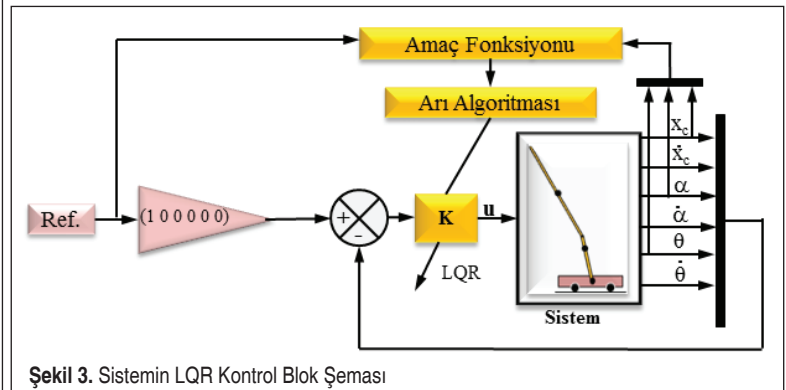 Amaç Fonksiyonu
Arı Algoritması
Ref.
(1 0 0 0 0 0)
+
-
K
u
LQR
x_c
ẋ_c
α
α̇
θ
θ̇
Sistem
Şekil 3. Sistemin LQR Kontrol Blok Şeması